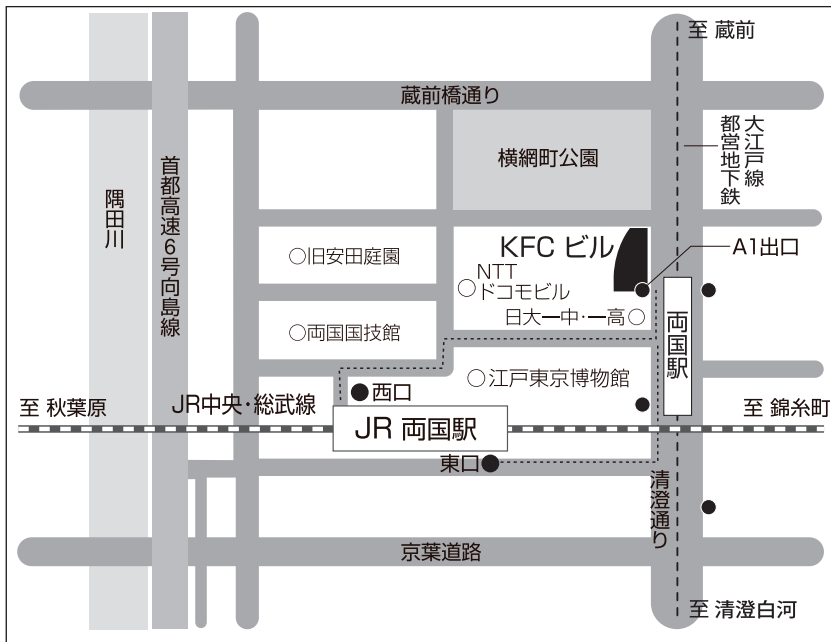 至 蔵前
蔵前橋通り
大江戸線
都営地下鉄
横網町公園
首都高速6号向島線
隅田川
KFC ビル
A1出口
○旧安田庭園
○NTT
ドコモビル
日大一中・一高○
○両国国技館
両国駅
○江戸東京博物館
●西口
至 秋葉原
JR中央・総武線
至 錦糸町
JR 両国駅
東口●
清澄通り
京葉道路
至 清澄白河